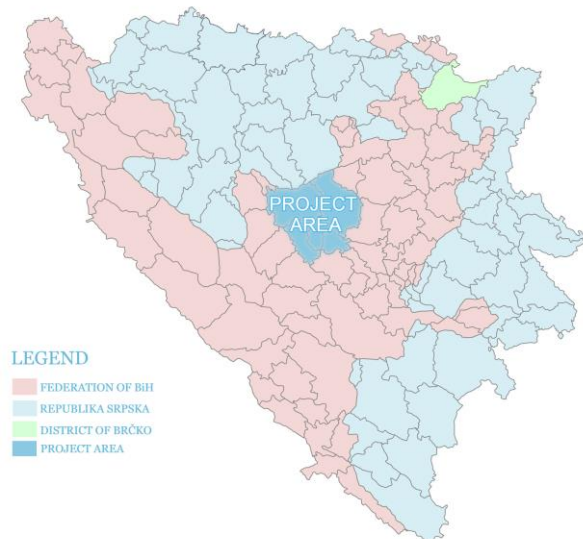 PROJECT
AREA
LEGEND
FEDERATION OF BiH
REPUBLIKA SRPSKA
DISTRICT OF BRČKO
PROJECT AREA